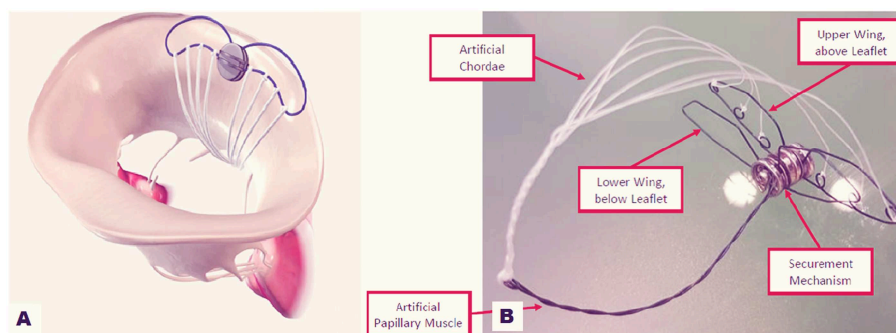 A
Artificial
Chordae
Upper Wing,
above Leaflet
Lower Wing,
below Leaflet
Securement
Mechanism
Artificial
Papillary Muscle
B